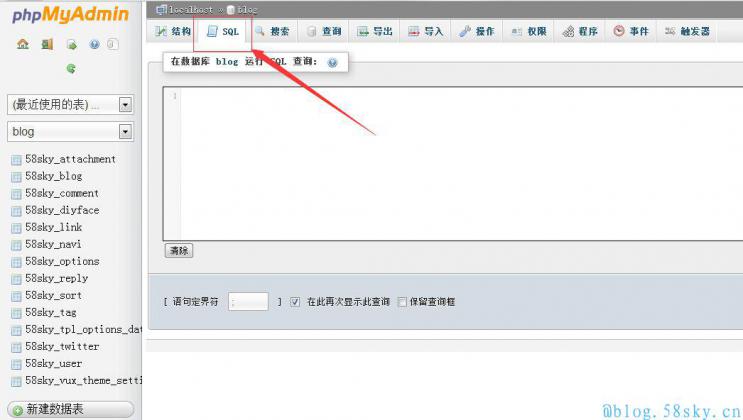 phpMyAdmin
(最近使用的表) ...
blog
58sky_attachment
58sky_blog
58sky_comment
58sky_diyface
58sky_link
58sky_navi
58sky_options
58sky_reply
58sky_sort
58sky_tag
58sky_tpl_options_dat
58sky_twitter
58sky_user
58sky_vux_theme_setti
新建数据表
localhost » blog
结构 SQL 搜索 查询 导出 导入 操作 权限 程序 事件 触发器
在数据库 blog 运行 SQL 查询:
1
清除
[ 语句定界符 ; ] 在此再次显示此查询 保留查询框
@blog.58sky.cn